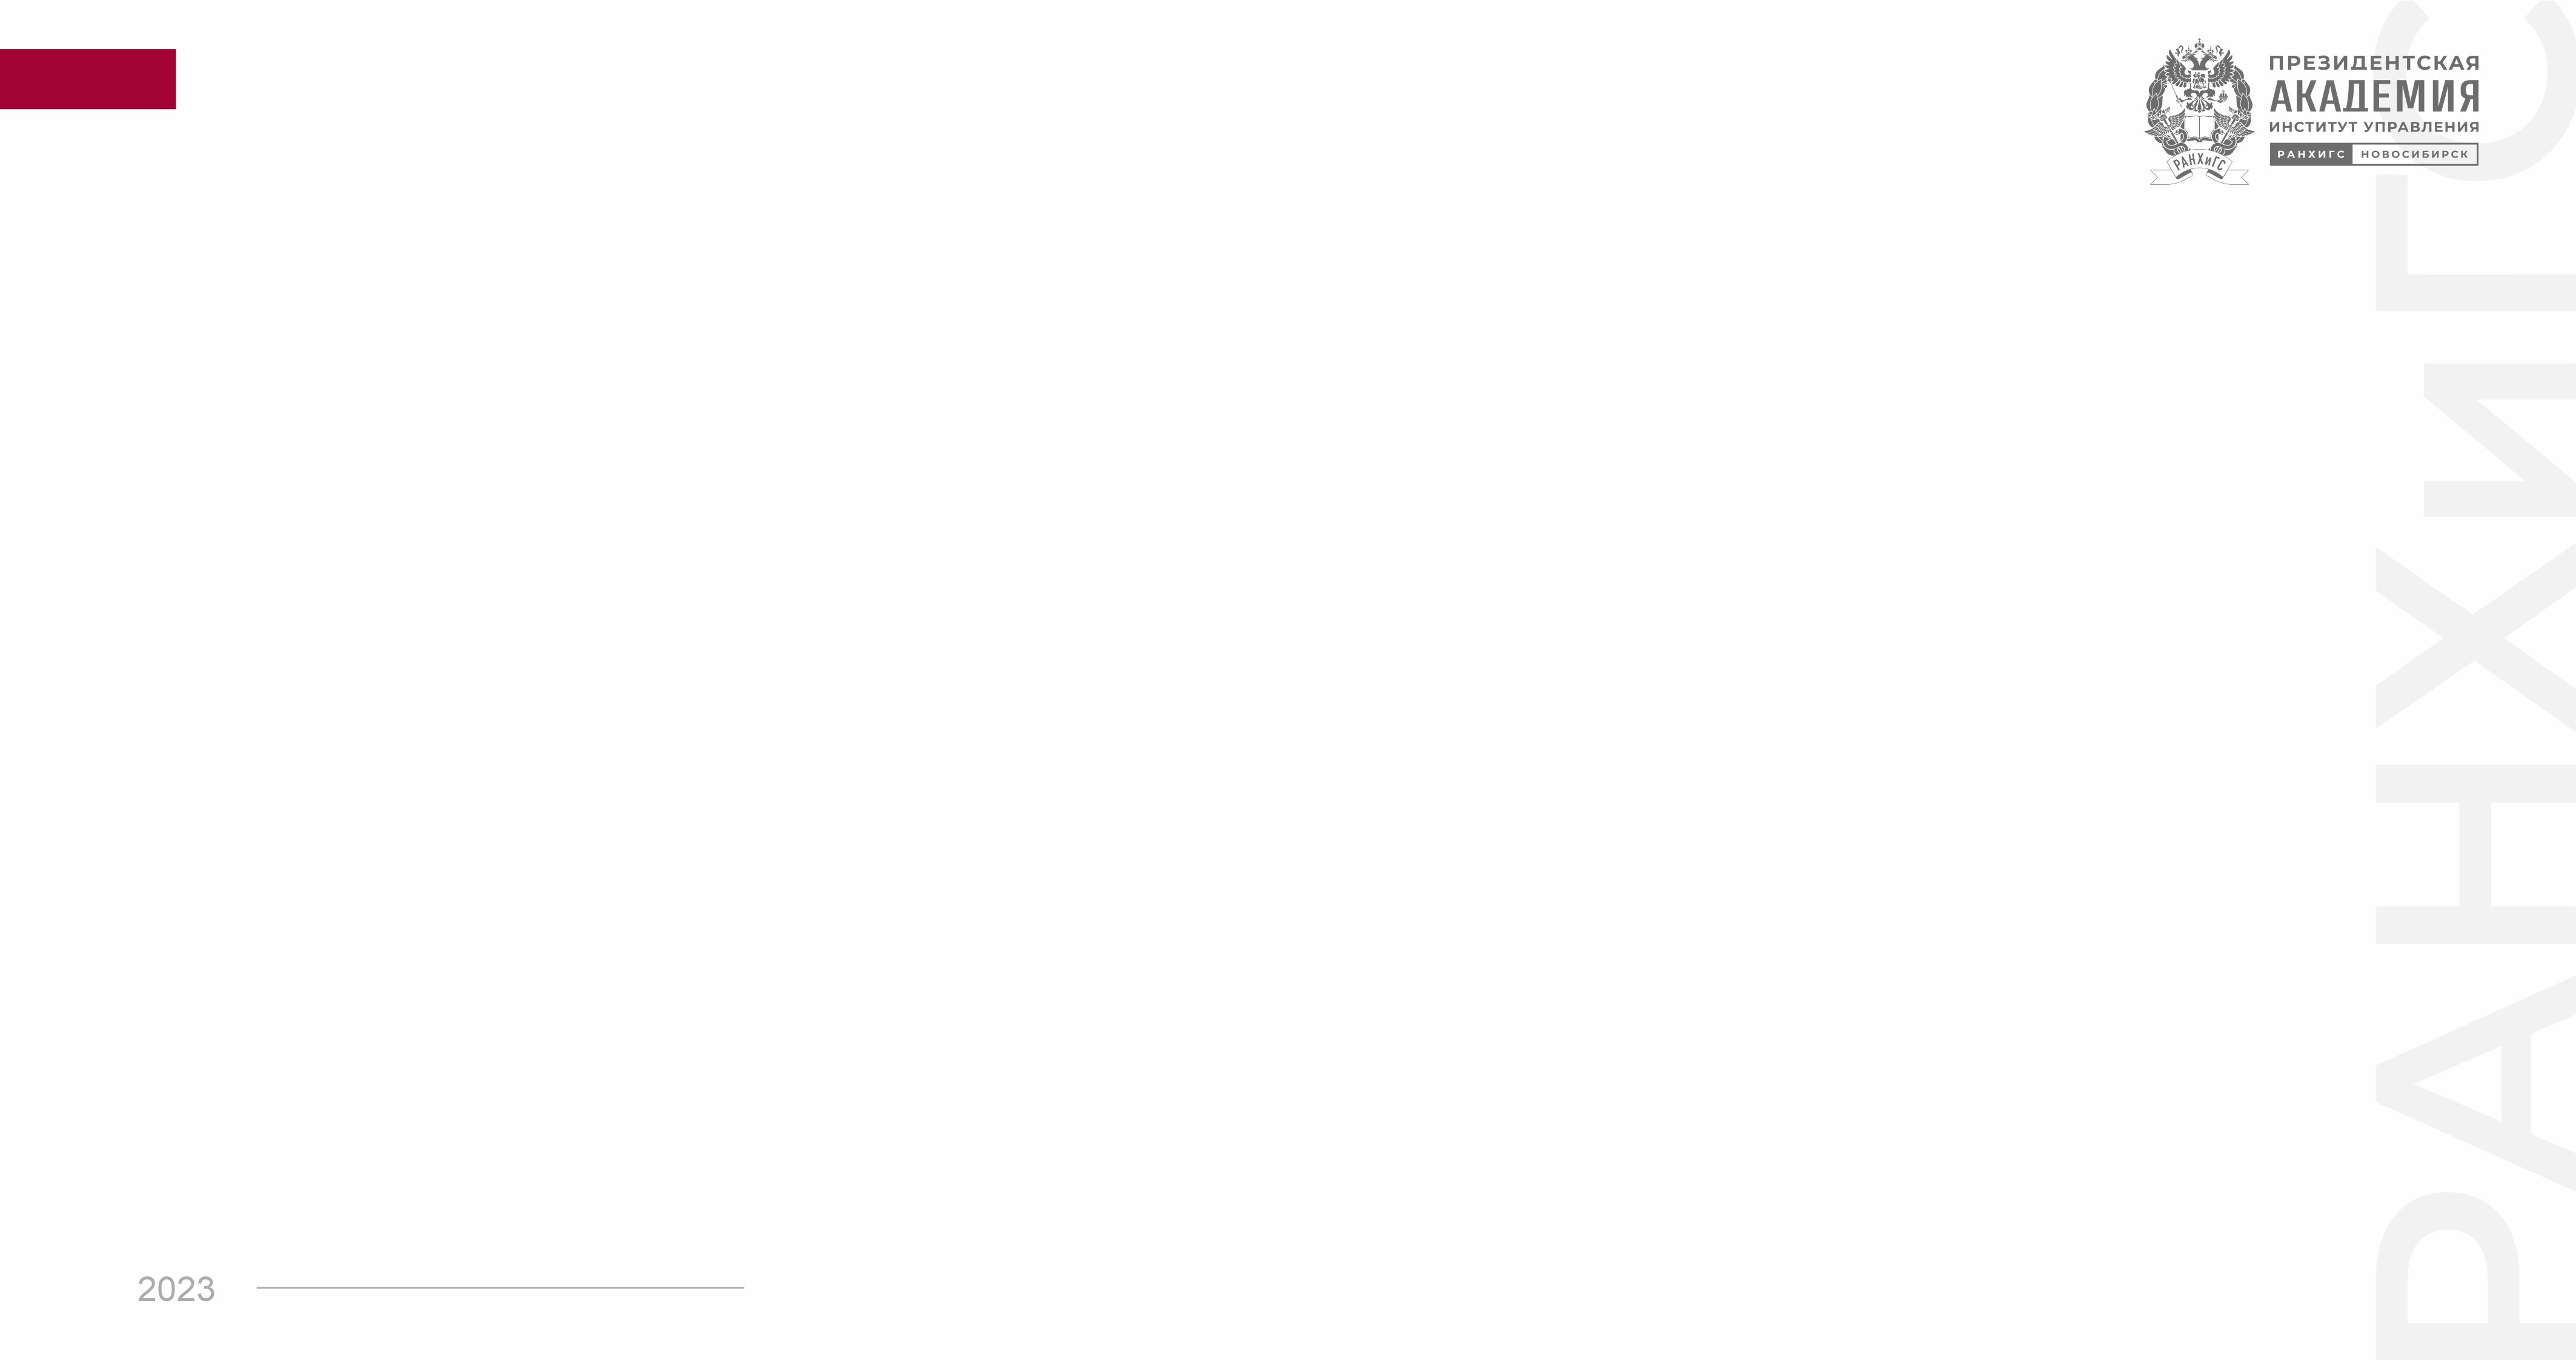 ПРЕЗИДЕНТСКАЯ
АКАДЕМИЯ
ИНСТИТУТ УПРАВЛЕНИЯ
РАНХИГС НОВОСИБИРСК
РАНХиГС
РАНХИГС
2023